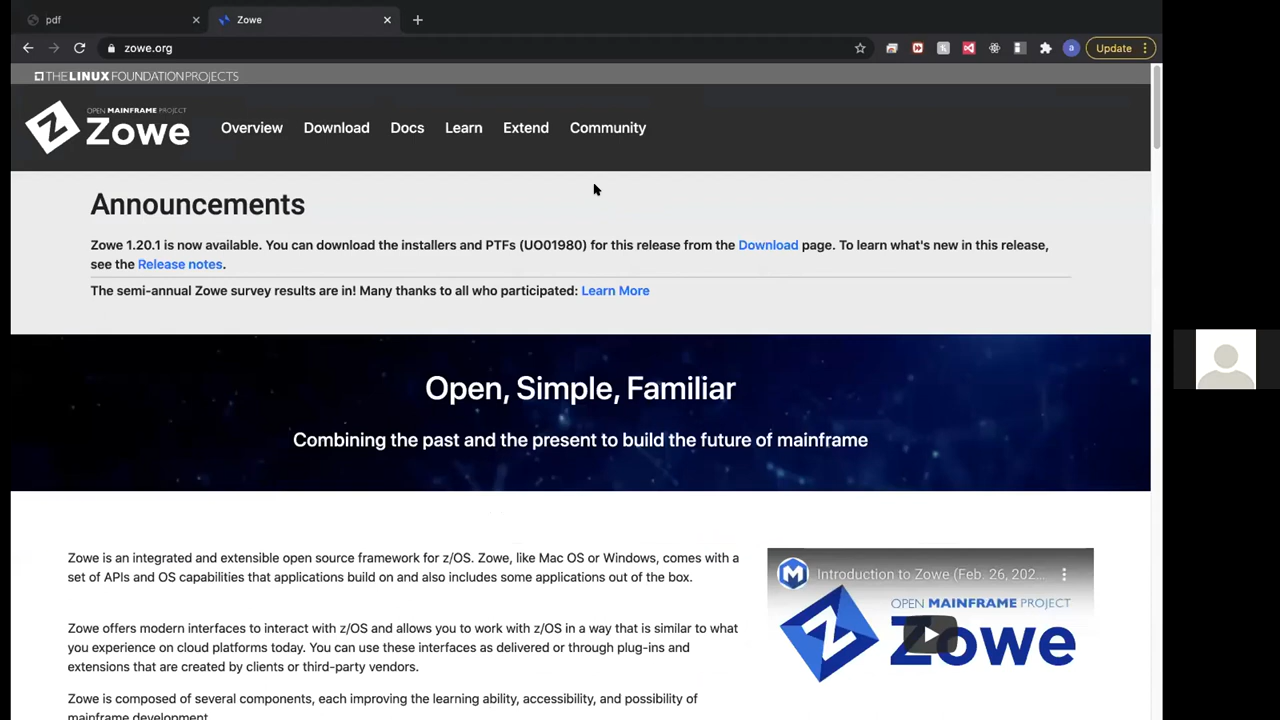 pdf
Zowe
zowe.org
a
Update
THE LINUX FOUNDATION PROJECTS
OPEN MAINFRAME PROJECT
Zowe
Overview Download Docs Learn Extend Community
Announcements
Zowe 1.20.1 is now available. You can download the installers and PTFs (UO01980) for this release from the Download page. To learn what's new in this release,
see the Release notes.
The semi-annual Zowe survey results are in! Many thanks to all who participated: Learn More
Open, Simple, Familiar
Combining the past and the present to build the future of mainframe
Zowe is an integrated and extensible open source framework for z/OS. Zowe, like Mac OS or Windows, comes with a
set of APIs and OS capabilities that applications build on and also includes some applications out of the box.
Zowe offers modern interfaces to interact with z/OS and allows you to work with z/OS in a way that is similar to what
you experience on cloud platforms today. You can use these interfaces as delivered or through plug-ins and
extensions that are created by clients or third-party vendors.
Zowe is composed of several components, each improving the learning ability, accessibility, and possibility of
mainframe development.
Introduction to Zowe (Feb. 26, 202...
OPEN MAINFRAME PROJECT
Zowe